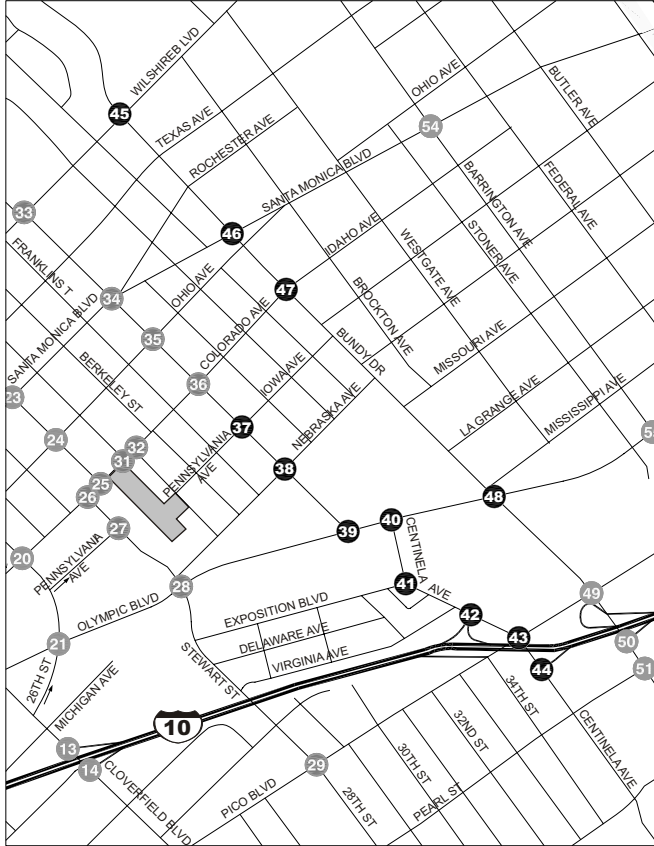 WILSHIREB LVD
OHIO AVE
BUTLER AVE
45
TEXAS AVE
54
ROCHESTER AVE
SANTA MONICA BLVD
BARRINGTON AVE
FEDERAL AVE
33
46
IDAHO AVE
STONER AVE
FRANKLINS T
OHIO AVE
WESTGATE AVE
34
47
BROCKTON AVE
SANTA MONICA BLVD
35
COLORADO AVE
BUNDY DR
MISSOURI AVE
BERKELEY ST
36
IOWA AVE
23
NEBRASKA AVE
LA GRANGE AVE
MISSISSIPPI AVE
24
32
37
31
PENNSYLVANIA
AVE
38
25
26
48
27
39
40
PENNSYLVANIA
AVE
CENTINELA AVE
20
28
41
EXPOSITION BLVD
49
OLYMPIC BLVD
42
21
DELAWARE AVE
43
50
VIRGINIA AVE
STEWART ST
44
51
26TH ST
MICHIGAN AVE
34TH ST
10
13
32ND ST
CENTINELA AVE
14
29
30TH ST
CLOVERFIELD BLVD
PICO BLVD
28TH ST
PEARL ST